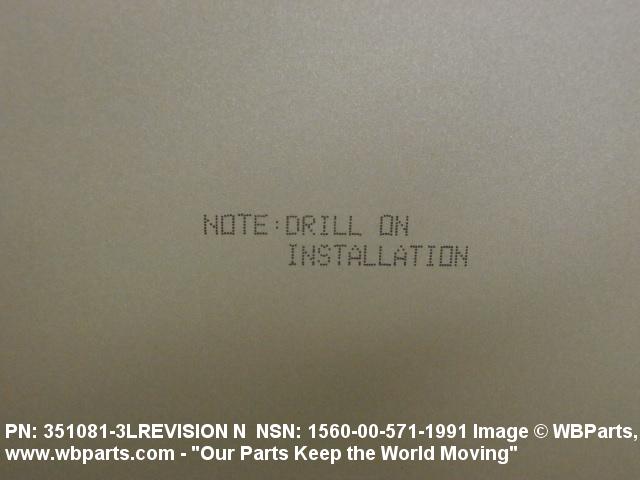 NOTE:DRILL ON
INSTALLATION
PN: 351081-3LREVISION N  NSN: 1560-00-571-1991 Image © WBParts,
www.wbparts.com - "Our Parts Keep the World Moving"